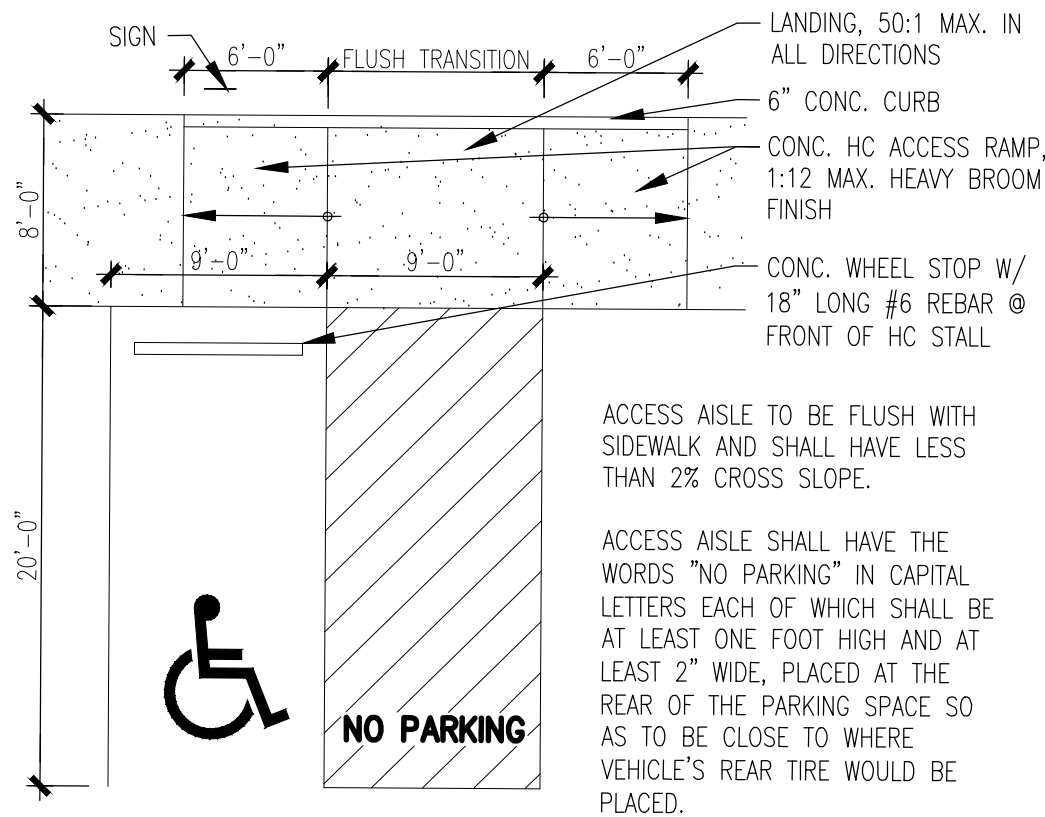 SIGN
6'-0"
FLUSH TRANSITION
6'-0"
LANDING, 50:1 MAX. IN
ALL DIRECTIONS
6" CONC. CURB
CONC. HC ACCESS RAMP,
1:12 MAX. HEAVY BROOM
FINISH
8'-0"
9'-0"
9'-0"
CONC. WHEEL STOP W/
18" LONG #6 REBAR @
FRONT OF HC STALL
ACCESS AISLE TO BE FLUSH WITH
SIDEWALK AND SHALL HAVE LESS
THAN 2% CROSS SLOPE.
20'-0"
ACCESS AISLE SHALL HAVE THE
WORDS "NO PARKING" IN CAPITAL
LETTERS EACH OF WHICH SHALL BE
AT LEAST ONE FOOT HIGH AND AT
LEAST 2" WIDE, PLACED AT THE
REAR OF THE PARKING SPACE SO
AS TO BE CLOSE TO WHERE
VEHICLE'S REAR TIRE WOULD BE
PLACED.
NO PARKING